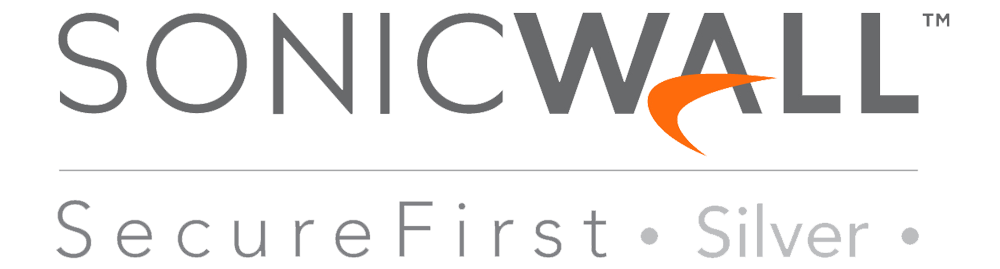 SONICWALL™
SecureFirst • Silver •